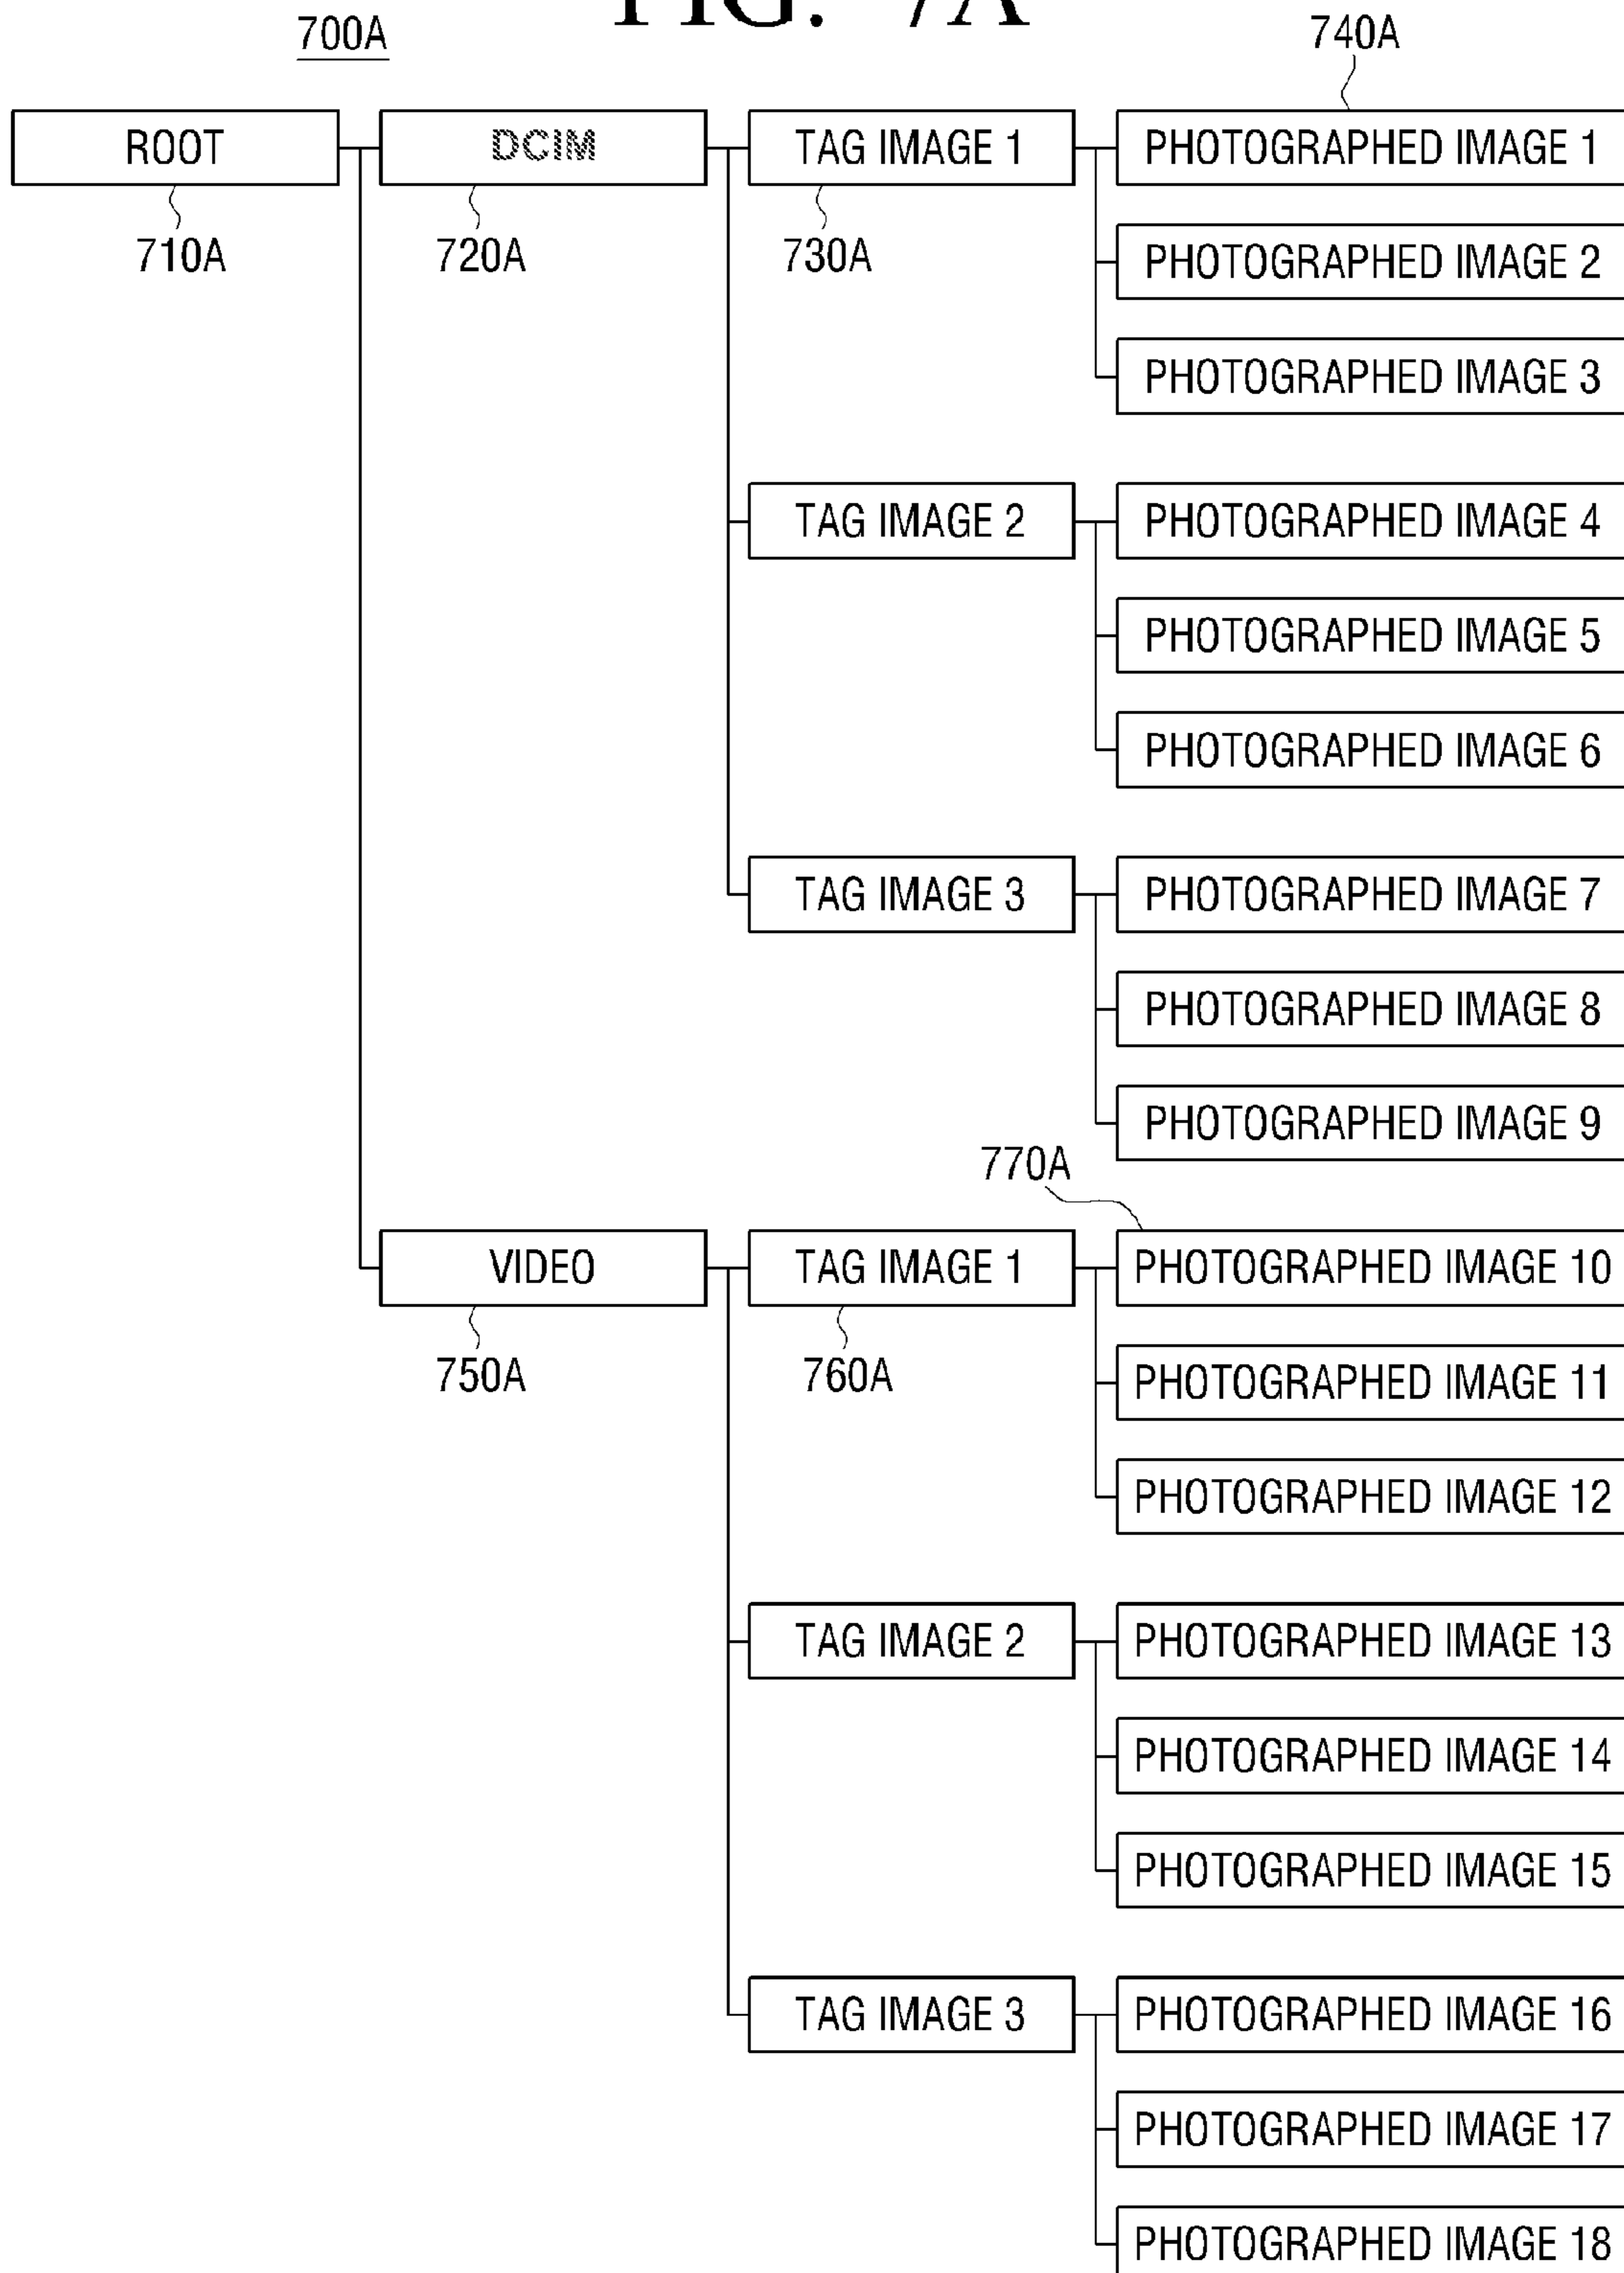 FIG. 7A
700A
740A
ROOT
DCIM
TAG IMAGE 1
PHOTOGRAPHED IMAGE 1
710A
720A
730A
PHOTOGRAPHED IMAGE 2
PHOTOGRAPHED IMAGE 3
TAG IMAGE 2
PHOTOGRAPHED IMAGE 4
PHOTOGRAPHED IMAGE 5
PHOTOGRAPHED IMAGE 6
TAG IMAGE 3
PHOTOGRAPHED IMAGE 7
PHOTOGRAPHED IMAGE 8
PHOTOGRAPHED IMAGE 9
770A
VIDEO
TAG IMAGE 1
PHOTOGRAPHED IMAGE 10
750A
760A
PHOTOGRAPHED IMAGE 11
PHOTOGRAPHED IMAGE 12
TAG IMAGE 2
PHOTOGRAPHED IMAGE 13
PHOTOGRAPHED IMAGE 14
PHOTOGRAPHED IMAGE 15
TAG IMAGE 3
PHOTOGRAPHED IMAGE 16
PHOTOGRAPHED IMAGE 17
PHOTOGRAPHED IMAGE 18